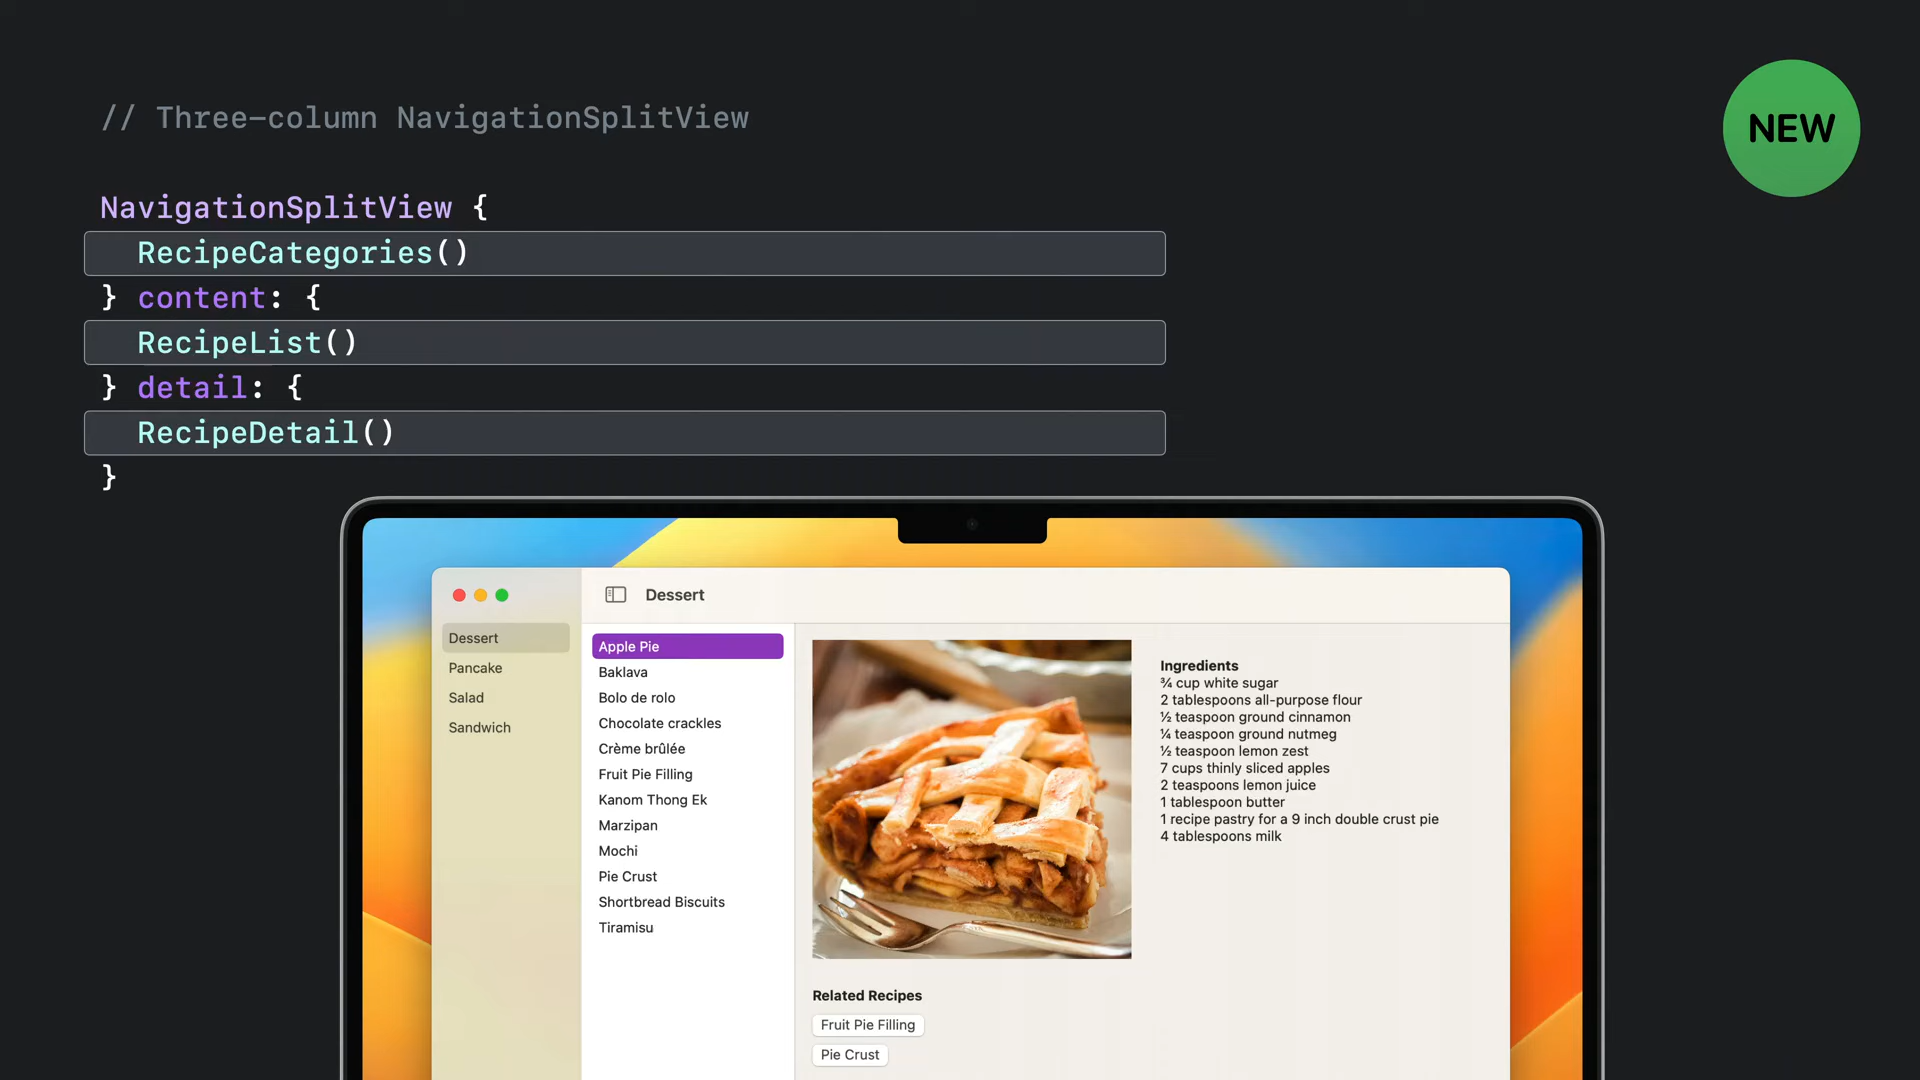 // Three-column NavigationSplitView
NEW
NavigationSplitView {
RecipeCategories()
} content: {
RecipeList()
} detail: {
RecipeDetail()
}
Dessert
Dessert
Pancake
Salad
Sandwich
Apple Pie
Baklava
Bolo de rolo
Chocolate crackles
Crème brûlée
Fruit Pie Filling
Kanom Thong Ek
Marzipan
Mochi
Pie Crust
Shortbread Biscuits
Tiramisu
Ingredients
¾ cup white sugar
2 tablespoons all-purpose flour
½ teaspoon ground cinnamon
¼ teaspoon ground nutmeg
½ teaspoon lemon zest
7 cups thinly sliced apples
2 teaspoons lemon juice
1 tablespoon butter
1 recipe pastry for a 9 inch double crust pie
4 tablespoons milk
Related Recipes
Fruit Pie Filling
Pie Crust